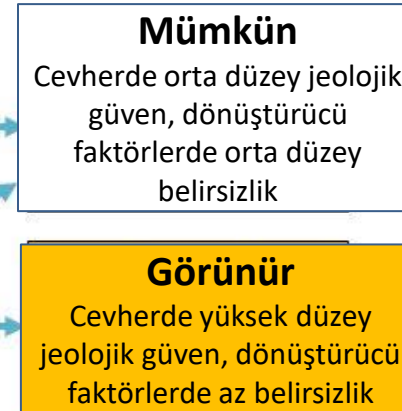 Mümkün
Cevherde orta düzey jeolojik
güven, dönüştürücü
faktörlerde orta düzey
belirsizlik
Görünür
Cevherde yüksek düzey
jeolojik güven, dönüştürücü
faktörlerde az belirsizlik